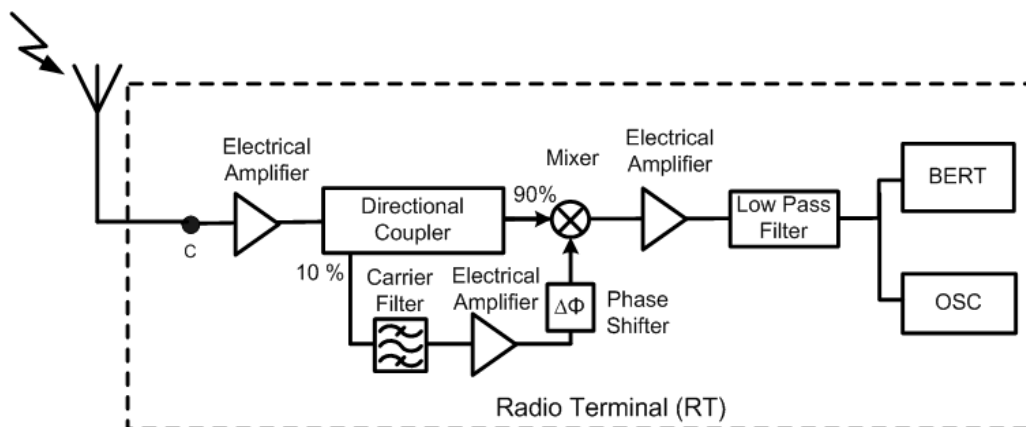 Electrical
Amplifier
C
Directional
Coupler
10 %
90%
Mixer
Carrier
Filter
Electrical
Amplifier
ΔΦ
Phase
Shifter
Electrical
Amplifier
Low Pass
Filter
BERT
OSC
Radio Terminal (RT)